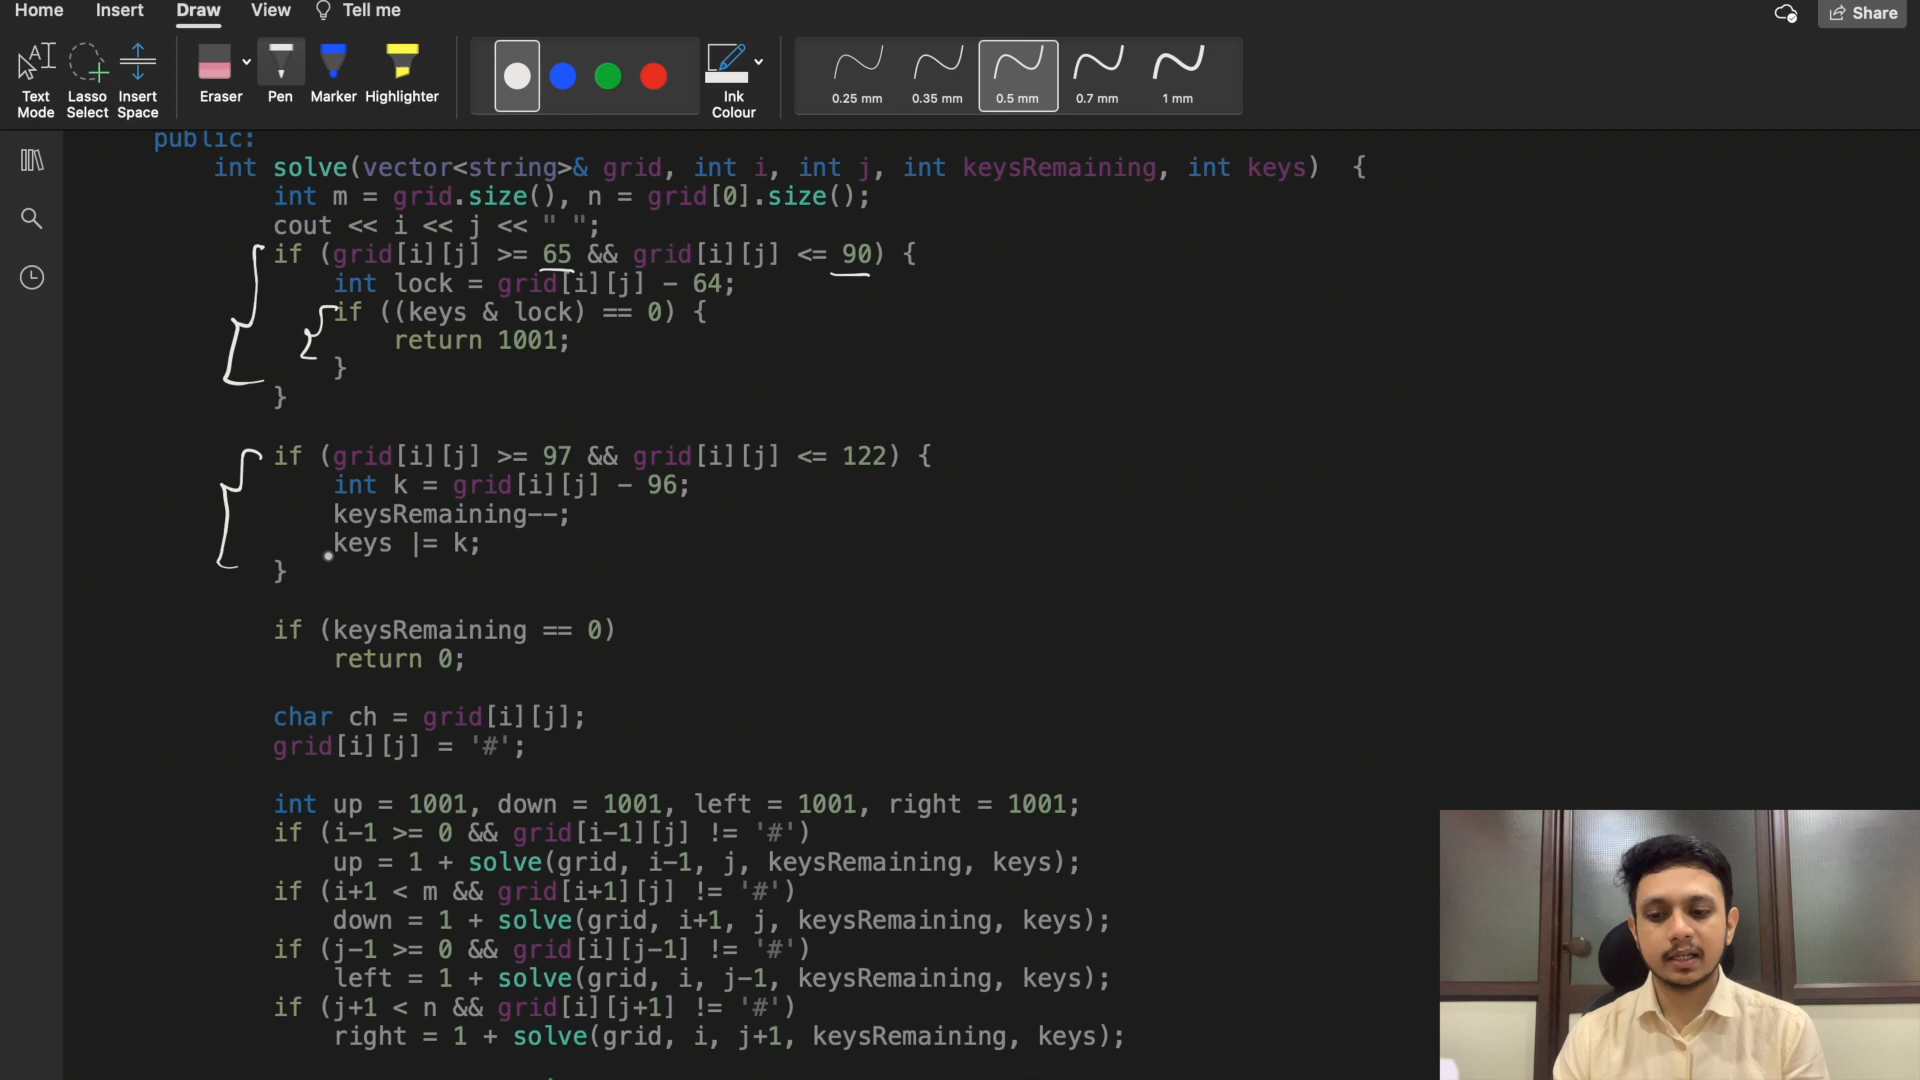 Home Insert Draw View Tell me Share
Text Mode Lasso Select Insert Space Eraser Pen Marker Highlighter Ink Colour 0.25 mm 0.35 mm 0.5 mm 0.7 mm 1 mm
public:
int solve(vector<string>& grid, int i, int j, int keysRemaining, int keys) {
int m = grid.size(), n = grid[0].size();
cout << i << j << " ";
if (grid[i][j] >= 65 && grid[i][j] <= 90) {
int lock = grid[i][j] - 64;
if ((keys & lock) == 0) {
return 1001;
}
}
if (grid[i][j] >= 97 && grid[i][j] <= 122) {
int k = grid[i][j] - 96;
keysRemaining--;
keys |= k;
}
if (keysRemaining == 0)
return 0;
char ch = grid[i][j];
grid[i][j] = '#';
int up = 1001, down = 1001, left = 1001, right = 1001;
if (i-1 >= 0 && grid[i-1][j] != '#')
up = 1 + solve(grid, i-1, j, keysRemaining, keys);
if (i+1 < m && grid[i+1][j] != '#')
down = 1 + solve(grid, i+1, j, keysRemaining, keys);
if (j-1 >= 0 && grid[i][j-1] != '#')
left = 1 + solve(grid, i, j-1, keysRemaining, keys);
if (j+1 < n && grid[i][j+1] != '#')
right = 1 + solve(grid, i, j+1, keysRemaining, keys);